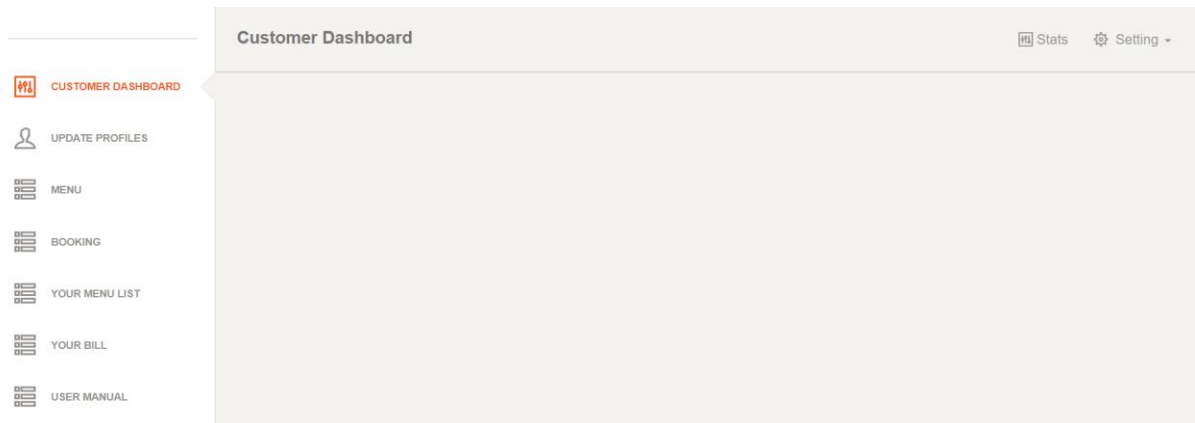 Customer Dashboard
Stats
Setting
CUSTOMER DASHBOARD
UPDATE PROFILES
MENU
BOOKING
YOUR MENU LIST
YOUR BILL
USER MANUAL